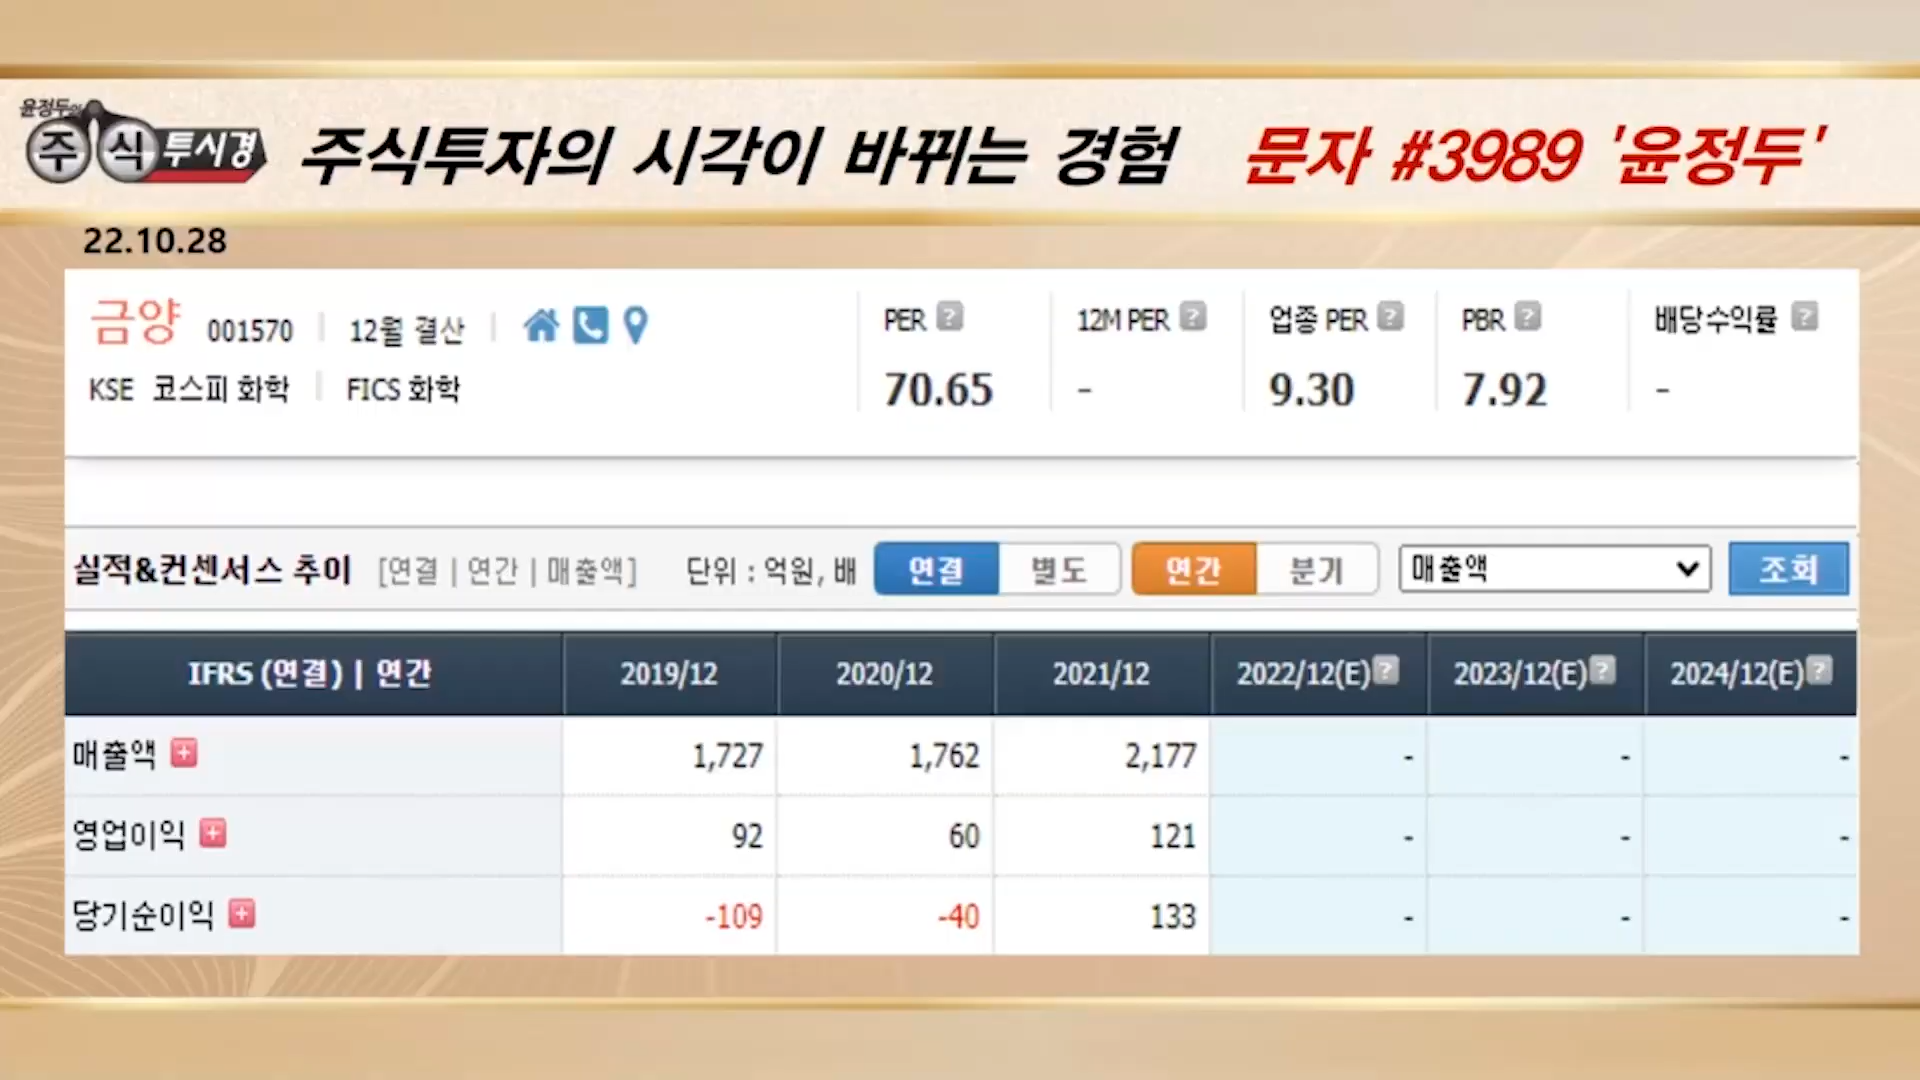 윤정두의
주식투시경
주식투자의 시각이 바뀌는 경험 문자 #3989 '윤정두'
22.10.28
금양 001570 | 12월 결산 |
KSE 코스피 화학 | FICS 화학
PER ? 12M PER ? 업종 PER ? PBR ? 배당수익률 ?
70.65 - 9.30 7.92 -
실적&컨센서스 추이 [연결 | 연간 | 매출액] 단위 : 억원, 배 연결 별도 연간 분기 매출액 조회
IFRS (연결) | 연간 2019/12 2020/12 2021/12 2022/12(E) ? 2023/12(E) ? 2024/12(E) ?
매출액 + 1,727 1,762 2,177 - - -
영업이익 + 92 60 121 - - -
당기순이익 + -109 -40 133 - - -